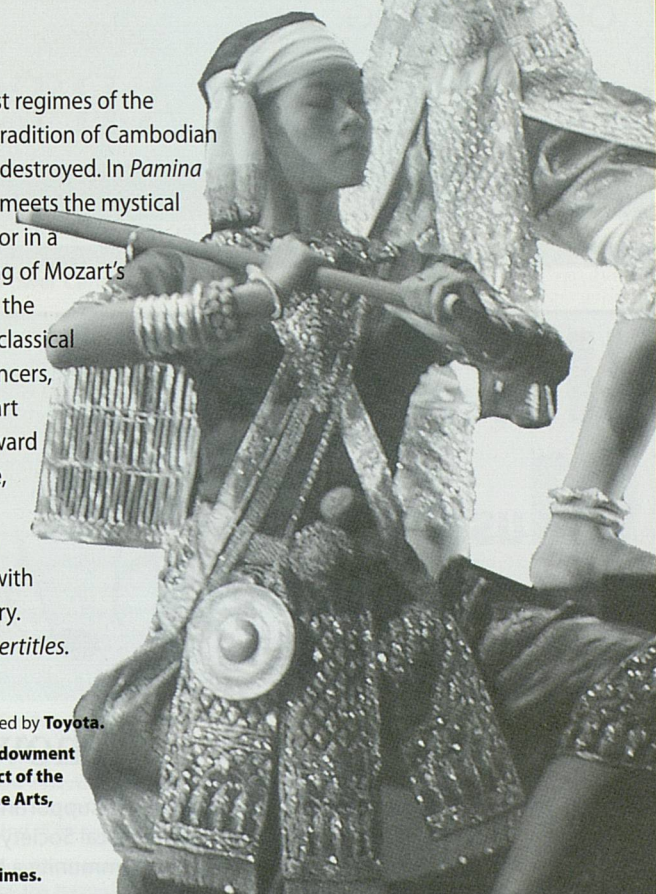 st regimes of the
radition of Cambodian
destroyed. In Pamina
meets the mystical
or in a
g of Mozart's
the
classical
ncers,
rt
ward
,
with
ry.
ertitles.
ed by Toyota.
dowment
ct of the
e Arts,
imes.